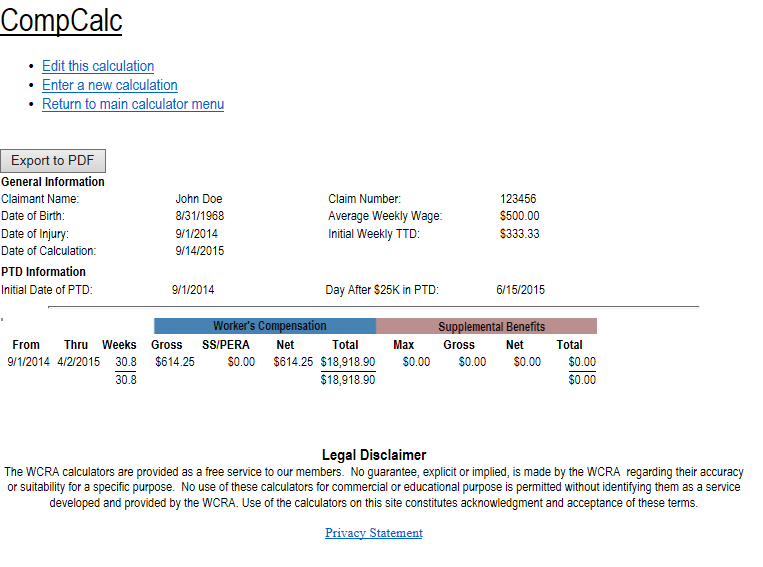 CompCalc
Edit this calculation
Enter a new calculation
Return to main calculator menu
Export to PDF
General Information
Claimant Name: John Doe Claim Number: 123456
Date of Birth: 8/31/1968 Average Weekly Wage: $500.00
Date of Injury: 9/1/2014 Initial Weekly TTD: $333.33
Date of Calculation: 9/14/2015
PTD Information
Initial Date of PTD: 9/1/2014 Day After $25K in PTD: 6/15/2015
Worker's Compensation Supplemental Benefits
From Thru Weeks Gross SS/PERA Net Total Max Gross Net Total
9/1/2014 4/2/2015 30.8 $614.25 $0.00 $614.25 $18,918.90 $0.00 $0.00 $0.00 $0.00
30.8 $18,918.90 $0.00
Legal Disclaimer
The WCRA calculators are provided as a free service to our members. No guarantee, explicit or implied, is made by the WCRA regarding their accuracy
or suitability for a specific purpose. No use of these calculators for commercial or educational purpose is permitted without identifying them as a service
developed and provided by the WCRA. Use of the calculators on this site constitutes acknowledgment and acceptance of these terms.
Privacy Statement